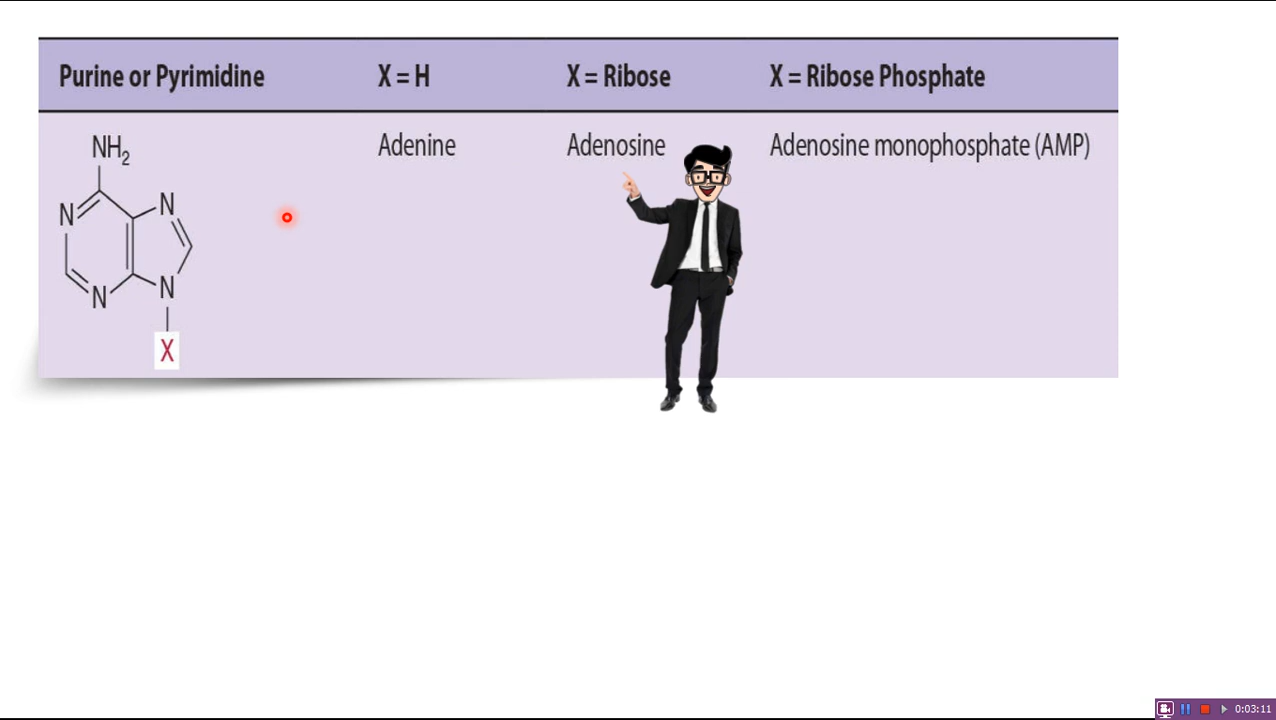 Purine or Pyrimidine X = H X = Ribose X = Ribose Phosphate
NH₂ Adenine Adenosine Adenosine monophosphate (AMP)
N N
N N
X
0:03:11